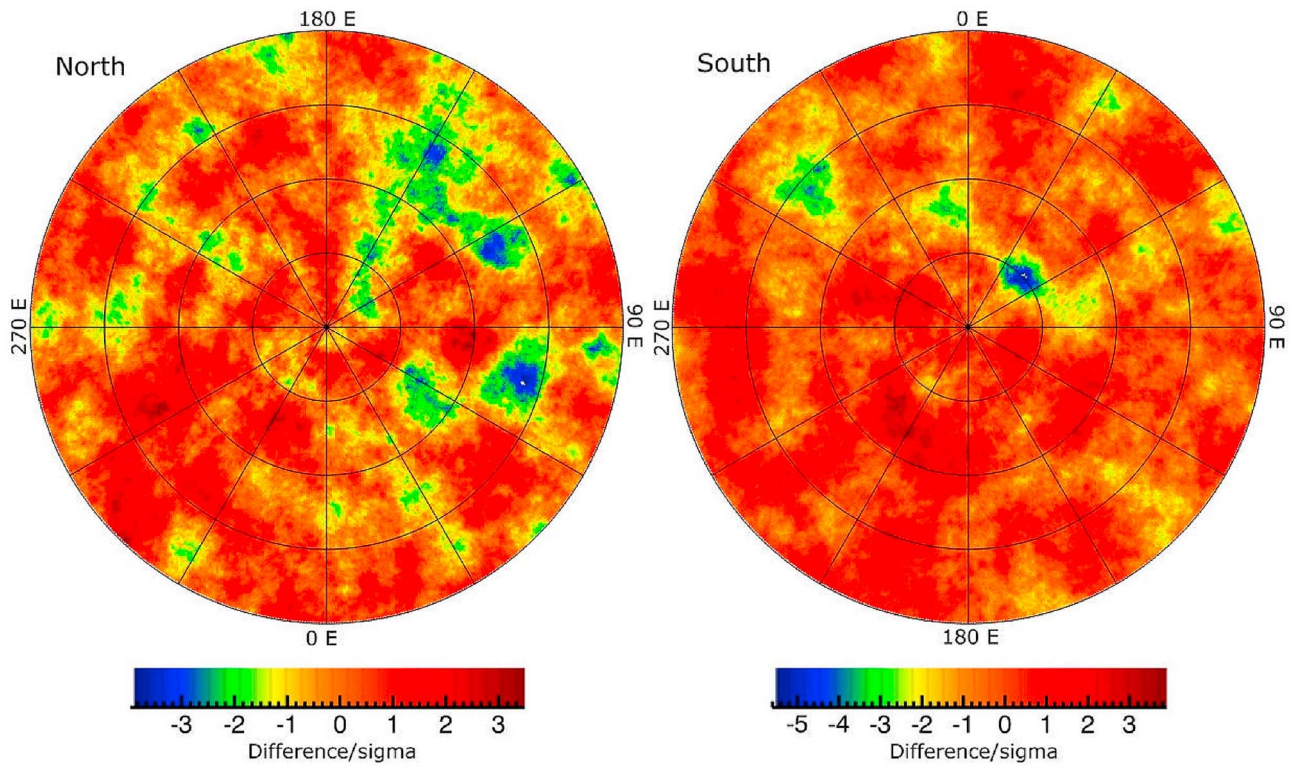 180 E
0 E
North
South
270 E
90 E
270 E
90 E
0 E
180 E
-3 -2 -1 0 1 2 3
-5 -4 -3 -2 -1 0 1 2 3
Difference/sigma
Difference/sigma